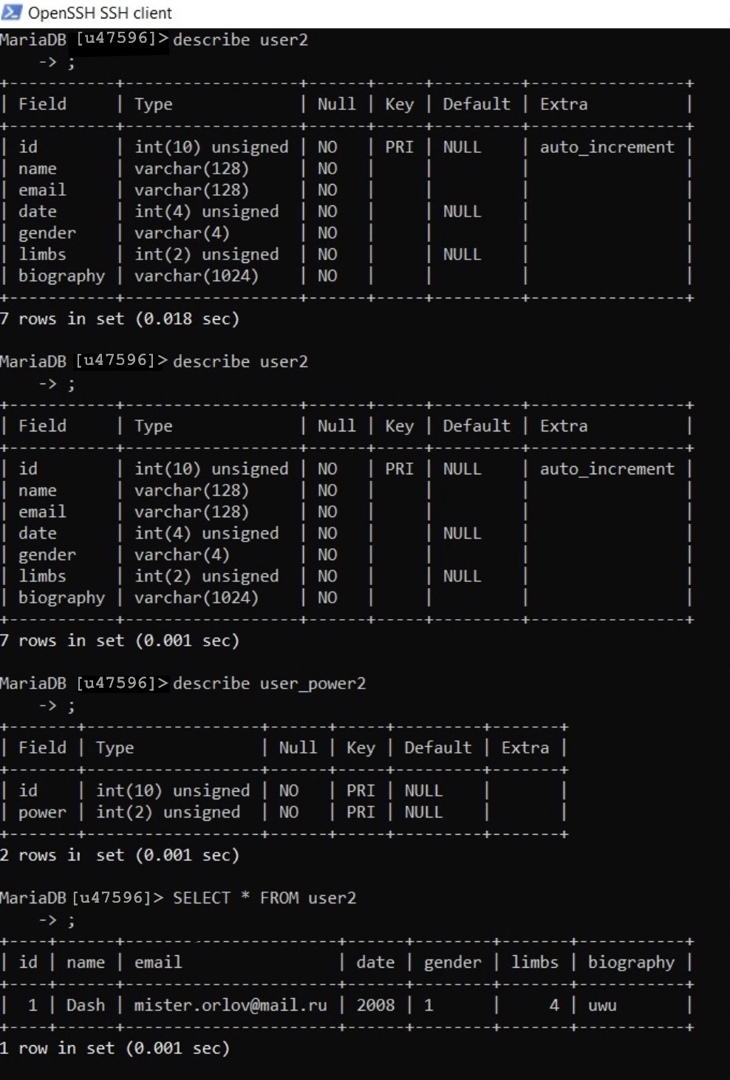 OpenSSH SSH client
MariaDB [u47596]> describe user2
    -> ;
+-----------+------------------+------+-----+---------+----------------+
| Field     | Type             | Null | Key | Default | Extra          |
+-----------+------------------+------+-----+---------+----------------+
| id        | int(10) unsigned | NO   | PRI | NULL    | auto_increment |
| name      | varchar(128)     | NO   |     |         |                |
| email     | varchar(128)     | NO   |     |         |                |
| date      | int(4) unsigned  | NO   |     | NULL    |                |
| gender    | varchar(4)       | NO   |     |         |                |
| limbs     | int(2) unsigned  | NO   |     | NULL    |                |
| biography | varchar(1024)    | NO   |     |         |                |
+-----------+------------------+------+-----+---------+----------------+
7 rows in set (0.018 sec)
MariaDB [u47596]> describe user2
    -> ;
+-----------+------------------+------+-----+---------+----------------+
| Field     | Type             | Null | Key | Default | Extra          |
+-----------+------------------+------+-----+---------+----------------+
| id        | int(10) unsigned | NO   | PRI | NULL    | auto_increment |
| name      | varchar(128)     | NO   |     |         |                |
| email     | varchar(128)     | NO   |     |         |                |
| date      | int(4) unsigned  | NO   |     | NULL    |                |
| gender    | varchar(4)       | NO   |     |         |                |
| limbs     | int(2) unsigned  | NO   |     | NULL    |                |
| biography | varchar(1024)    | NO   |     |         |                |
+-----------+------------------+------+-----+---------+----------------+
7 rows in set (0.001 sec)
MariaDB [u47596]> describe user_power2
    -> ;
+-------+------------------+------+-----+---------+-------+
| Field | Type             | Null | Key | Default | Extra |
+-------+------------------+------+-----+---------+-------+
| id    | int(10) unsigned | NO   | PRI | NULL    |       |
| power | int(2) unsigned  | NO   | PRI | NULL    |       |
+-------+------------------+------+-----+---------+-------+
2 rows in set (0.001 sec)
MariaDB [u47596]> SELECT * FROM user2
    -> ;
+----+------+----------------------+------+--------+-------+-----------+
| id | name | email                | date | gender | limbs | biography |
+----+------+----------------------+------+--------+-------+-----------+
|  1 | Dash | mister.orlov@mail.ru | 2008 | 1      |     4 | uwu       |
+----+------+----------------------+------+--------+-------+-----------+
1 row in set (0.001 sec)